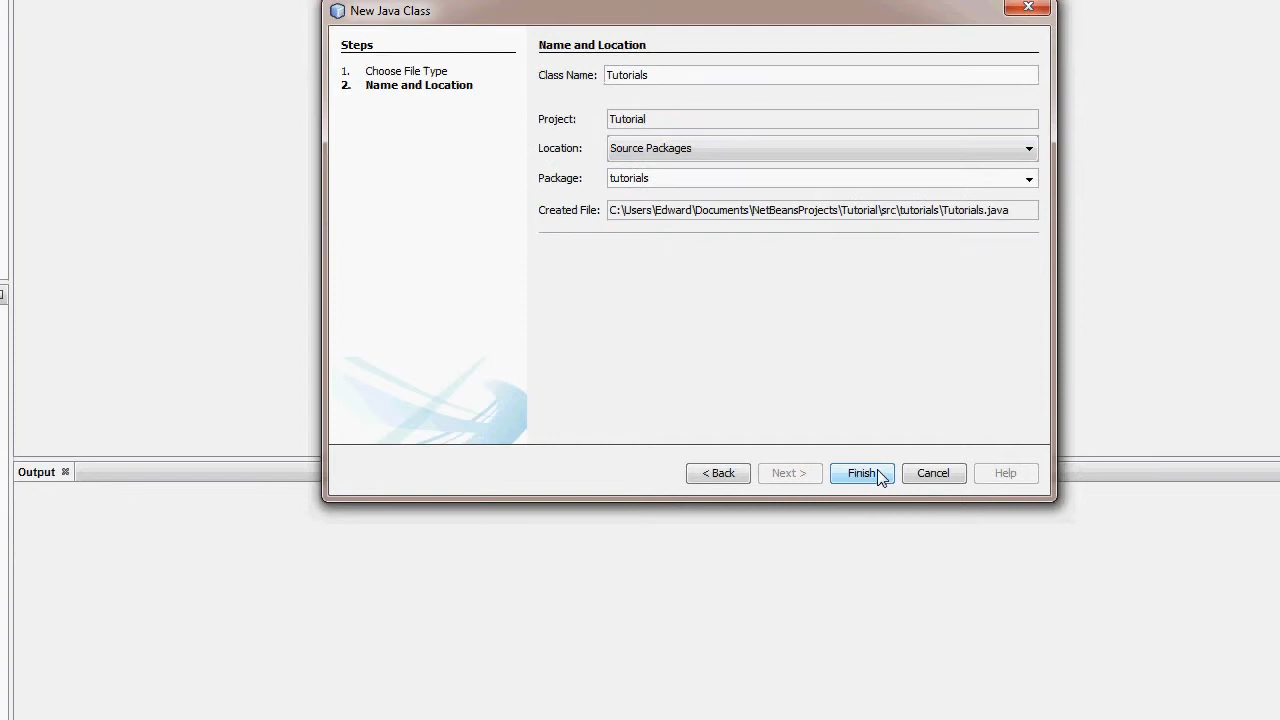 New Java Class
Steps
1. Choose File Type
2. Name and Location
Name and Location
Class Name: Tutorials
Project: Tutorial
Location: Source Packages
Package: tutorials
Created File: C:\Users\Edward\Documents\NetBeansProjects\Tutorial\src\tutorials\Tutorials.java
< Back Next > Finish Cancel Help
Output